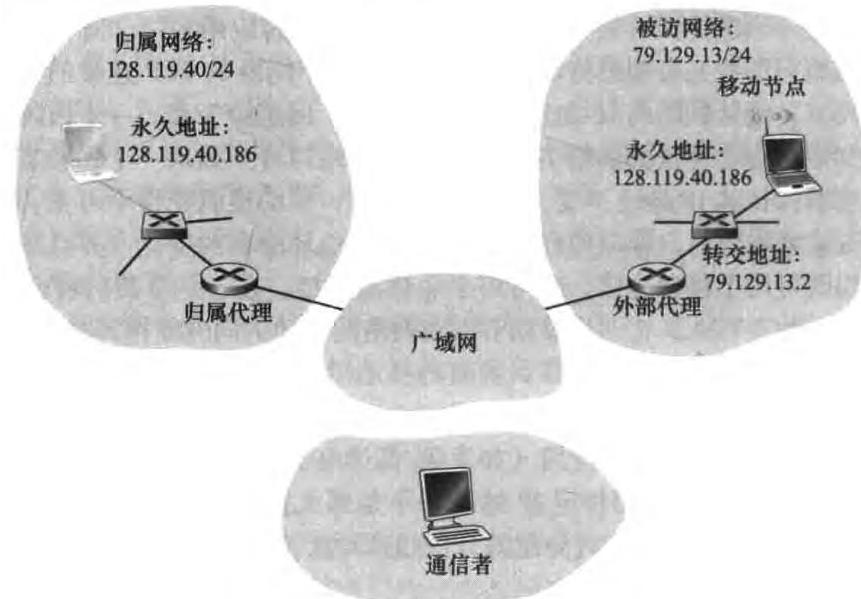 归属网络：
128.119.40/24
永久地址：
128.119.40.186
归属代理
被访网络：
79.129.13/24
移动节点
永久地址：
128.119.40.186
转交地址：
79.129.13.2
外部代理
广域网
通信者